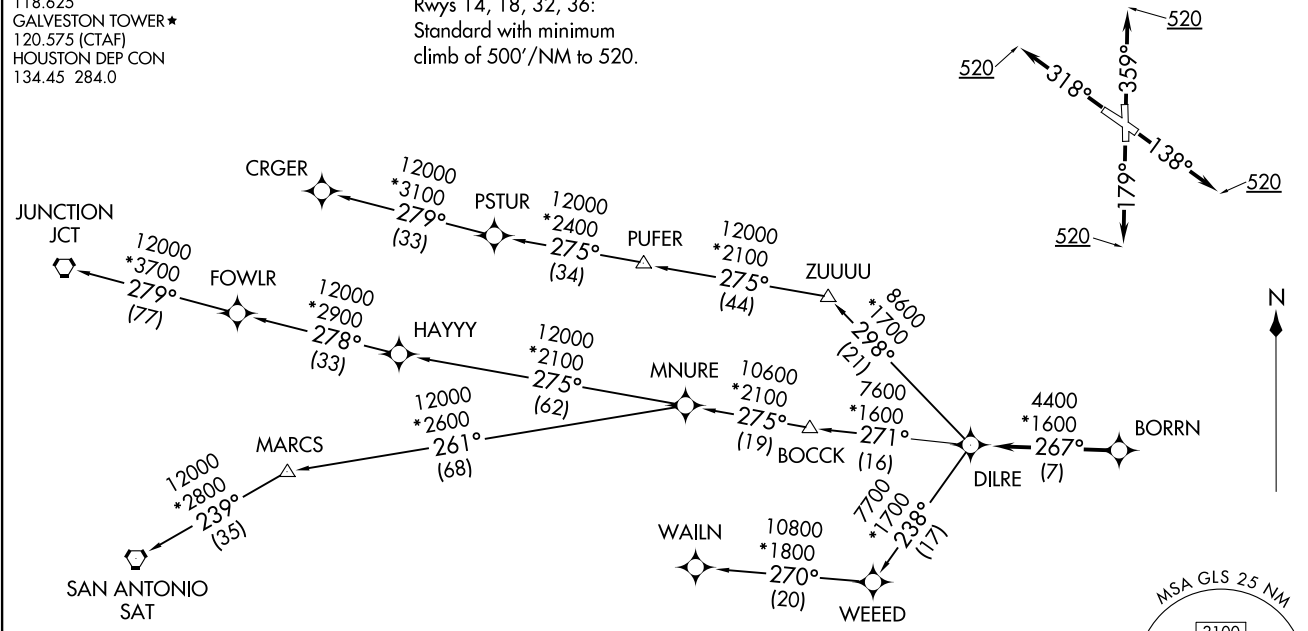 118.625
GALVESTON TOWER★
120.575 (CTAF)
HOUSTON DEP CON
134.45 284.0
Rwys 14, 18, 32, 36:
Standard with minimum
climb of 500'/NM to 520.
520
520
318°
359°
138°
179°
520
520
N
CRGER
12000
*3100
279°
(33)
PSTUR
12000
*2400
275°
(34)
PUFER
12000
*2100
275°
(44)
ZUUUU
8600
*1700
298°
(21)
JUNCTION
JCT
12000
*3700
279°
(77)
FOWLR
12000
*2900
278°
(33)
HAYYY
12000
*2100
275°
(62)
MNURE
10600
*2100
275°
(19)
BOCCK
7600
*1600
271°
(16)
DILRE
4400
*1600
267°
(7)
BORRN
12000
*2600
261°
(68)
MARCS
12000
*2800
239°
(35)
SAN ANTONIO
SAT
7700
*1700
238°
(17)
WAILN
10800
*1800
270°
(20)
WEEED
MSA GLS 25 NM